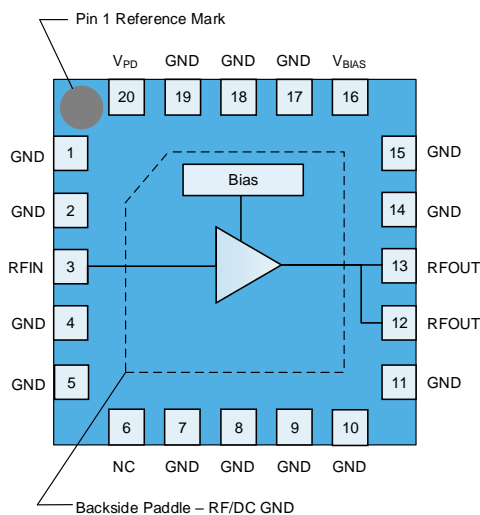 Pin 1 Reference Mark
VPD GND GND GND VBIAS
20 19 18 17 16
GND 1 15 GND
Bias
GND 2 14 GND
RFIN 3 13 RFOUT
GND 4 12 RFOUT
GND 5 11 GND
6 7 8 9 10
NC GND GND GND GND
Backside Paddle – RF/DC GND